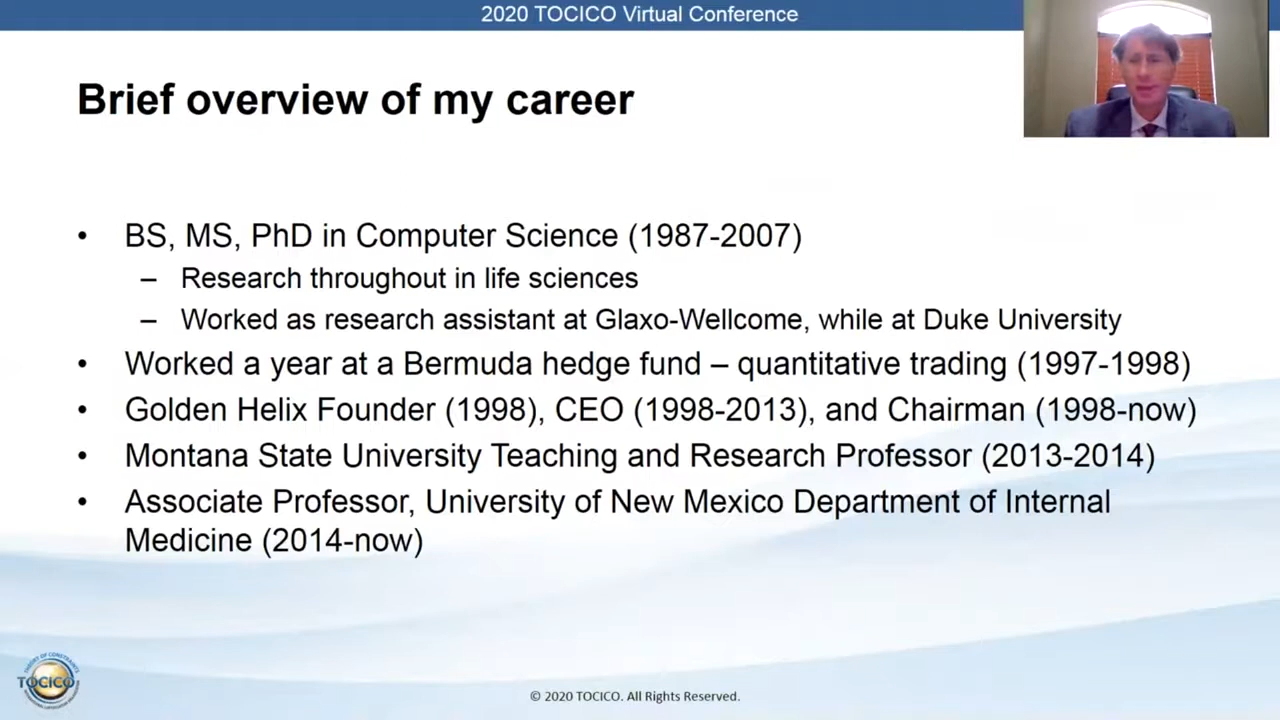 2020 TOCICO Virtual Conference
Brief overview of my career
• BS, MS, PhD in Computer Science (1987-2007)
– Research throughout in life sciences
– Worked as research assistant at Glaxo-Wellcome, while at Duke University
• Worked a year at a Bermuda hedge fund – quantitative trading (1997-1998)
• Golden Helix Founder (1998), CEO (1998-2013), and Chairman (1998-now)
• Montana State University Teaching and Research Professor (2013-2014)
• Associate Professor, University of New Mexico Department of Internal
Medicine (2014-now)
THEORY OF CONSTRAINTS
TOCICO
© 2020 TOCICO. All Rights Reserved.